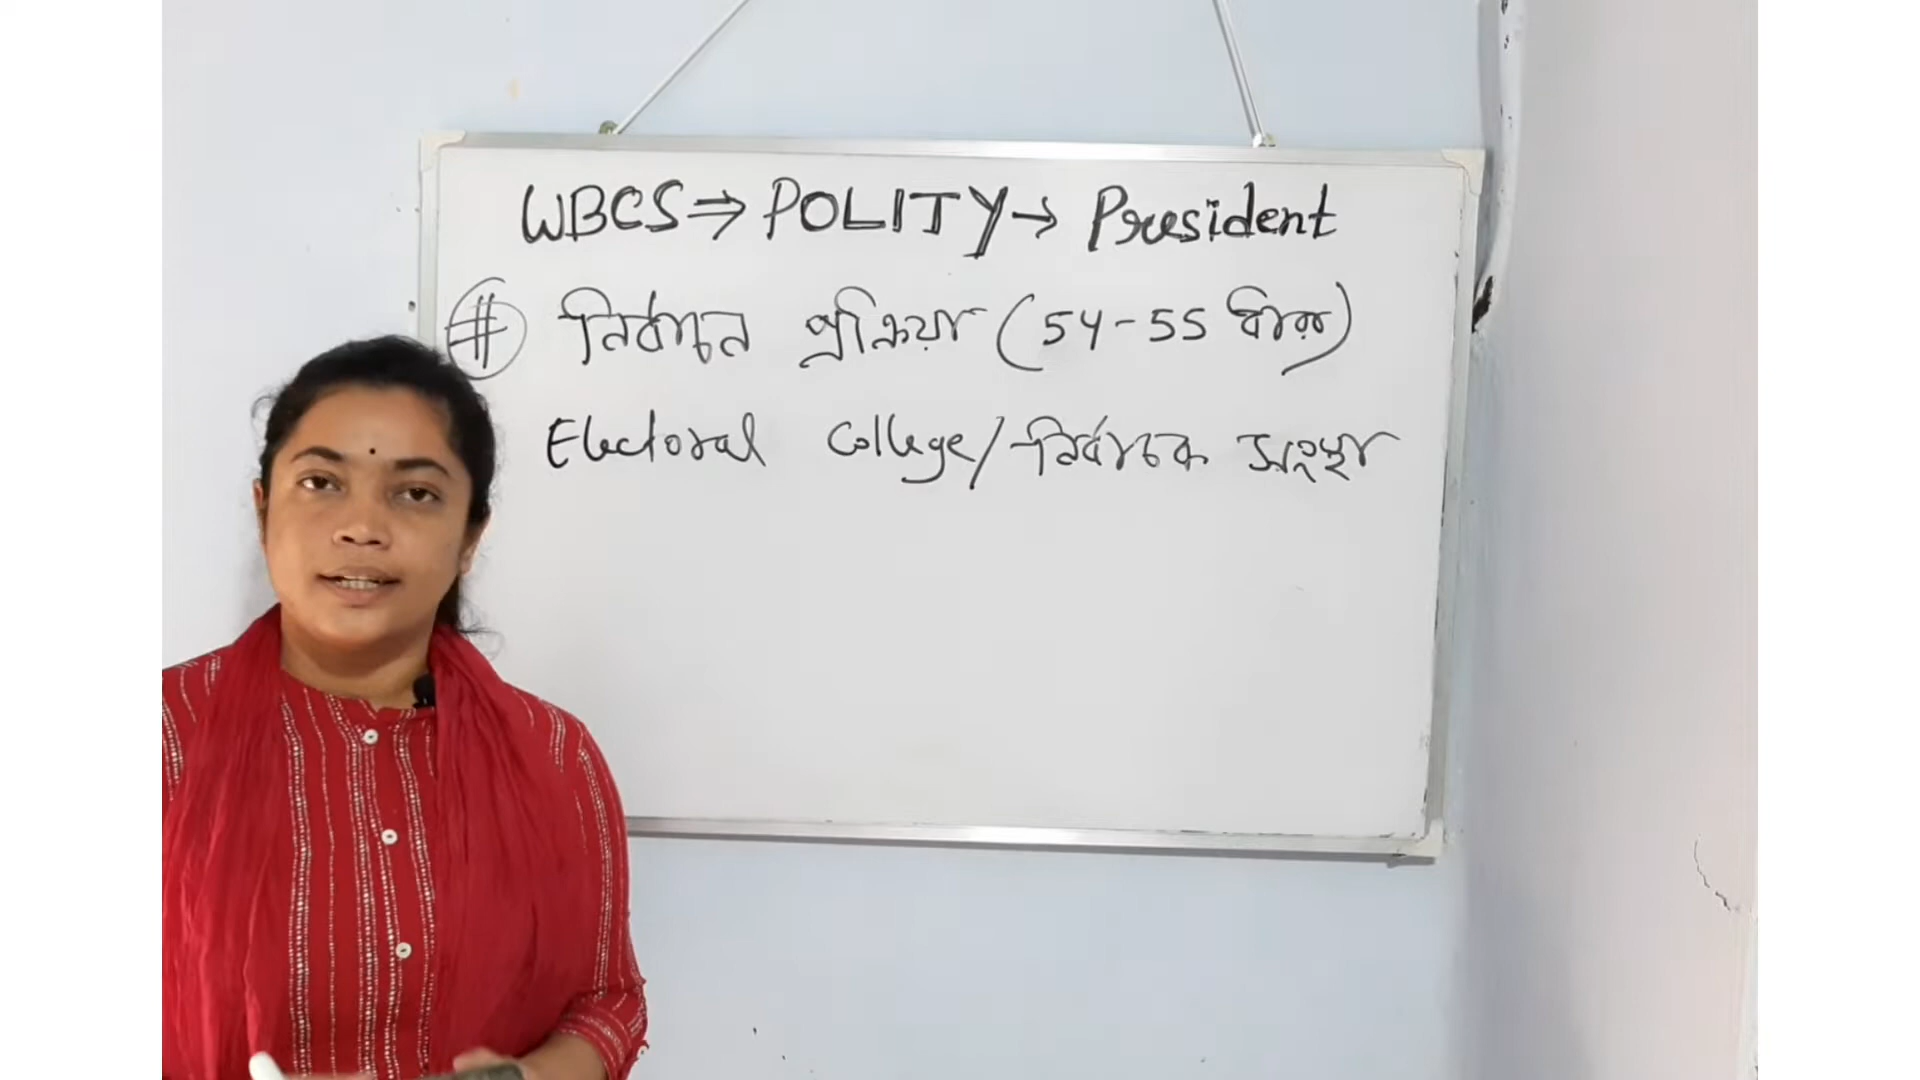 WBCS ⇒ POLITY → President
# নির্বাচন প্রক্রিয়া (54-55 ধারা)
Electoral College/নির্বাচক সংস্থা